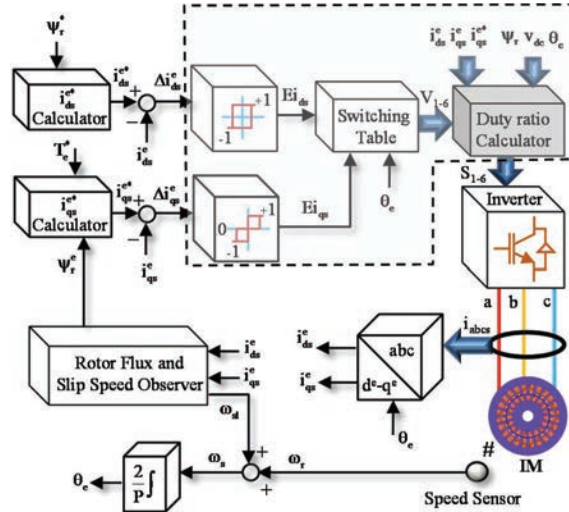 Ψr*
ids^e* Calculator
ids^e*
+
−
Δids^e
ids^e
+1
-1
Eids
Switching Table
θe
V1-6
ids^e iqs^e iqs^e*
Ψr vdc θe
Duty ratio Calculator
S1-6
Te*
iqs^e* Calculator
iqs^e*
+
−
Δiqs^e
iqs^e
+1
0
-1
Eiqs
Ψr^e
Inverter
a b c
iabcs
abc
d^e-q^e
ids^e
iqs^e
θe
Rotor Flux and
Slip Speed Observer
ids^e
iqs^e
ωsl
θe
2/P ∫
ωs
+
+
ωr
#
IM
Speed Sensor